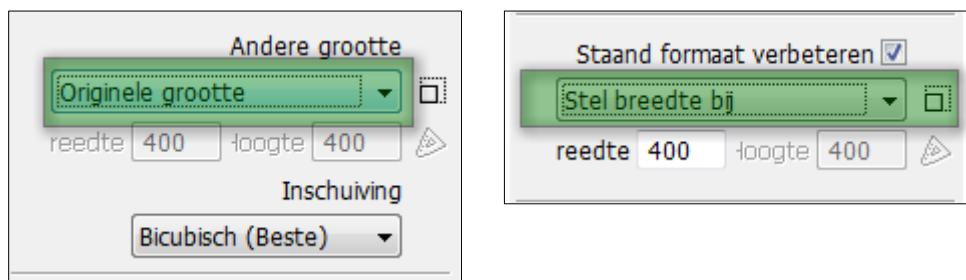 Andere grootte
Originele grootte
reedte 400 loogte 400
Inschuiving
Bicubisch (Beste)
Staand formaat verbeteren
Stel breedte bij
reedte 400 loogte 400